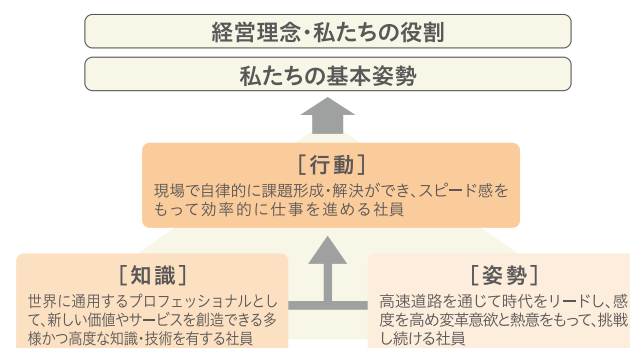 経営理念・私たちの役割
私たちの基本姿勢
［行動］
現場で自律的に課題形成・解決ができ、スピード感を
もって効率的に仕事を進める社員
［知識］
世界に通用するプロフェッショナルとし
て、新しい価値やサービスを創造できる多
様かつ高度な知識・技術を有する社員
［姿勢］
高速道路を通じて時代をリードし、感
度を高め変革意欲と熱意をもって、挑戦
し続ける社員